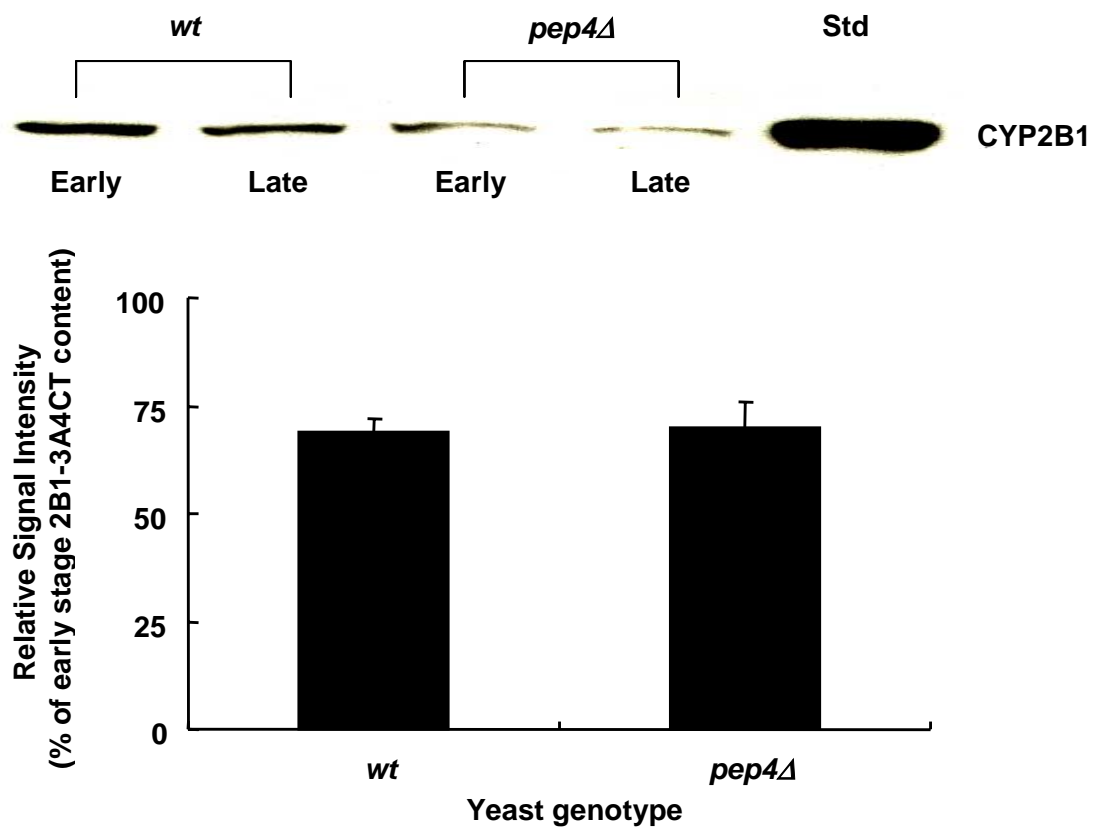 wt pep4Δ Std
CYP2B1
Early Late Early Late
Relative Signal Intensity
(% of early stage 2B1-3A4CT content)
100
75
50
25
0
wt pep4Δ
Yeast genotype